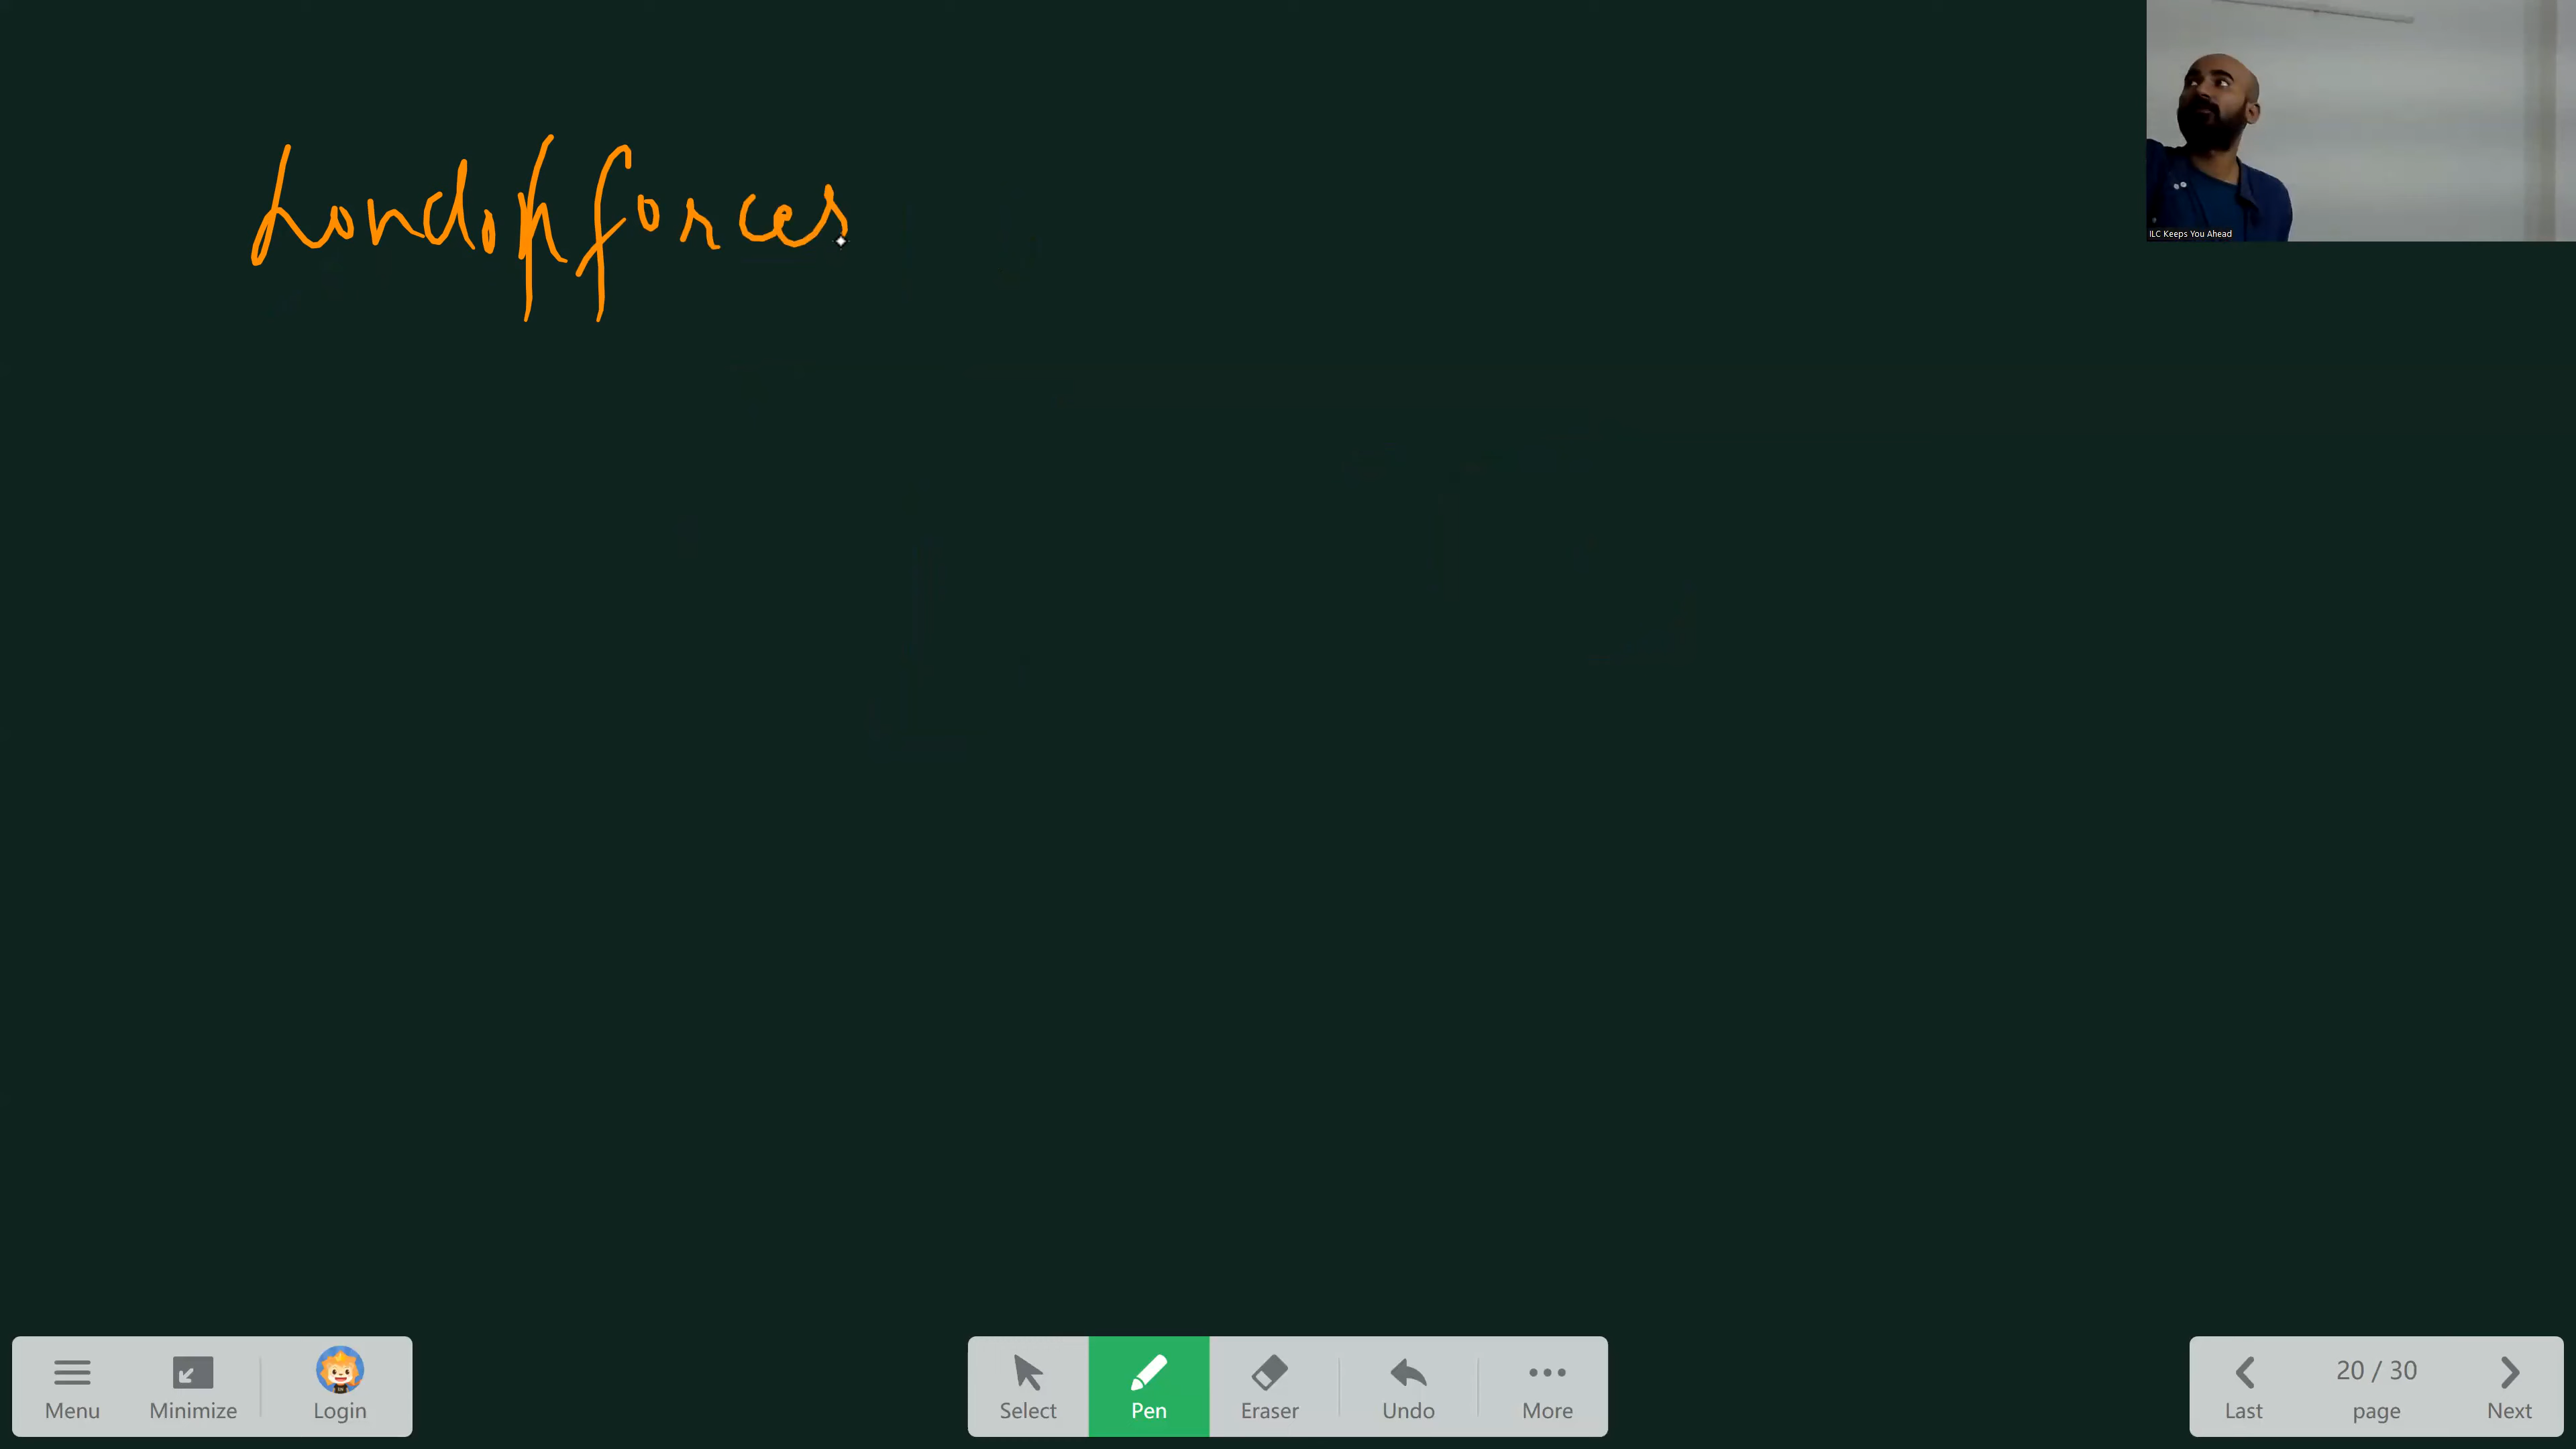 London forces
ILC Keeps You Ahead
Menu Minimize Login Select Pen Eraser Undo More Last 20 / 30 page Next